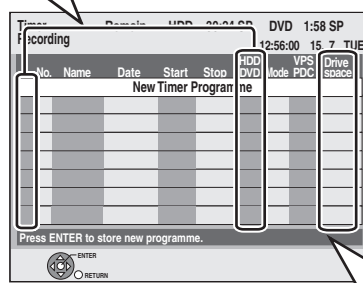 Timer Remain HDD 30:24 SP DVD 1:58 SP
Recording 12:56:00 15. 7 TUE
No. Name Date Start Stop HDD DVD Mode VPS PDC Drive space
New Timer Programme
Press ENTER to store new programme.
ENTER
RETURN